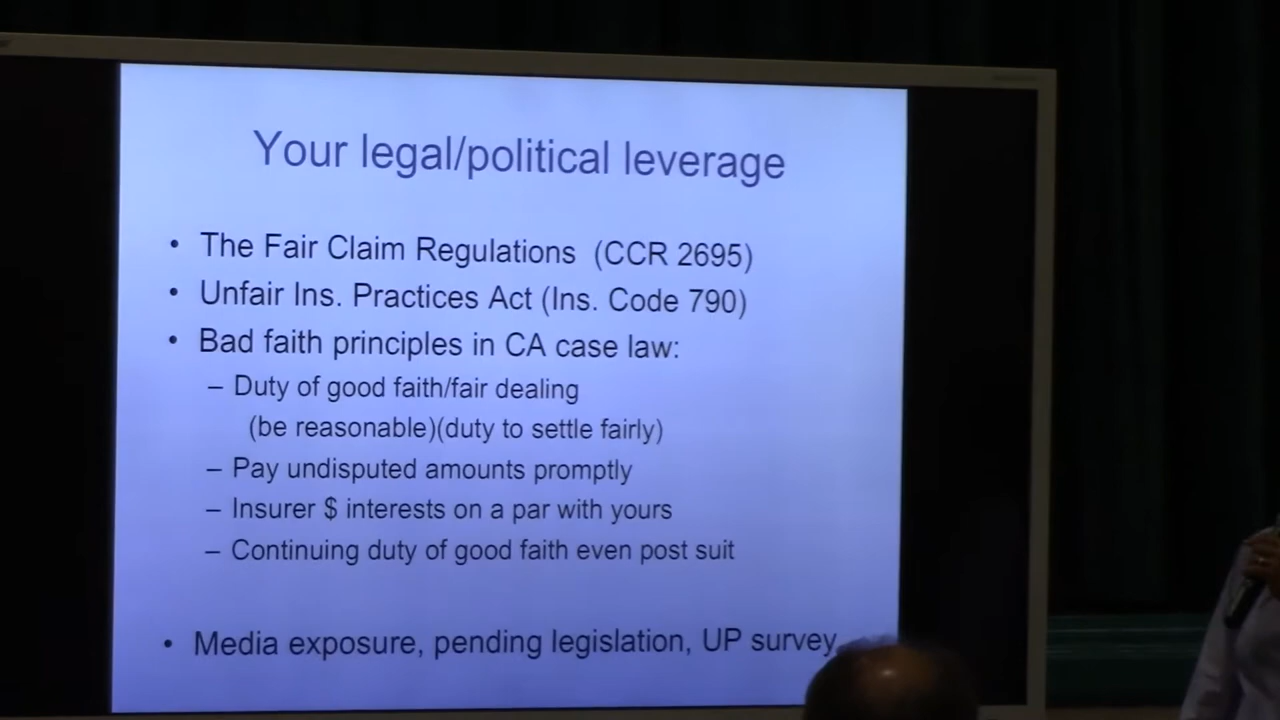 Your legal/political leverage
• The Fair Claim Regulations (CCR 2695)
• Unfair Ins. Practices Act (Ins. Code 790)
• Bad faith principles in CA case law:
– Duty of good faith/fair dealing
(be reasonable)(duty to settle fairly)
– Pay undisputed amounts promptly
– Insurer $ interests on a par with yours
– Continuing duty of good faith even post suit
• Media exposure, pending legislation, UP survey